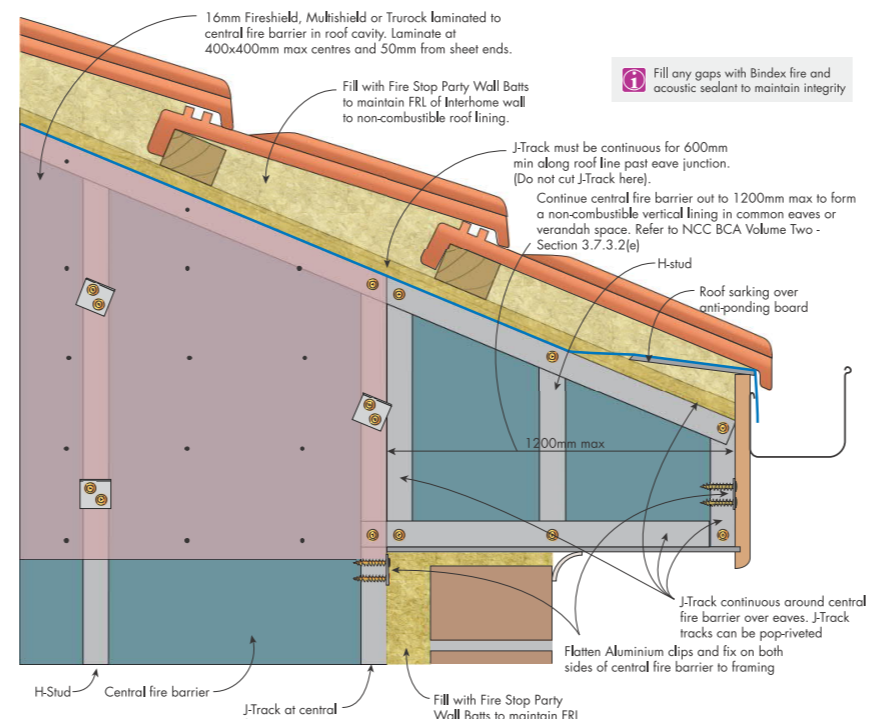 16mm Fireshield, Multishield or Trurock laminated to
central fire barrier in roof cavity. Laminate at
400x400mm max centres and 50mm from sheet ends.
Fill any gaps with Bindex fire and
acoustic sealant to maintain integrity
Fill with Fire Stop Party Wall Batts
to maintain FRL of Interhome wall
to non-combustible roof lining.
J-Track must be continuous for 600mm
min along roof line past eave junction.
(Do not cut J-Track here).
Continue central fire barrier out to 1200mm max to form
a non-combustible vertical lining in common eaves or
verandah space. Refer to NCC BCA Volume Two -
Section 3.7.3.2(e)
H-stud
Roof sarking over
anti-ponding board
1200mm max
J-Track continuous around central
fire barrier over eaves. J-Track
tracks can be pop-riveted
Flatten Aluminium clips and fix on both
sides of central fire barrier to framing
H-Stud
Central fire barrier
J-Track at central
Fill with Fire Stop Party
Wall Batts to maintain FRL